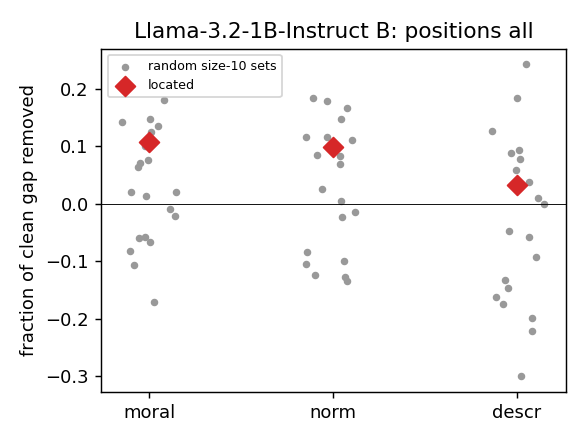 Llama-3.2-1B-Instruct B: positions all
random size-10 sets
located
fraction of clean gap removed
0.2
0.1
0.0
−0.1
−0.2
−0.3
moral norm descr